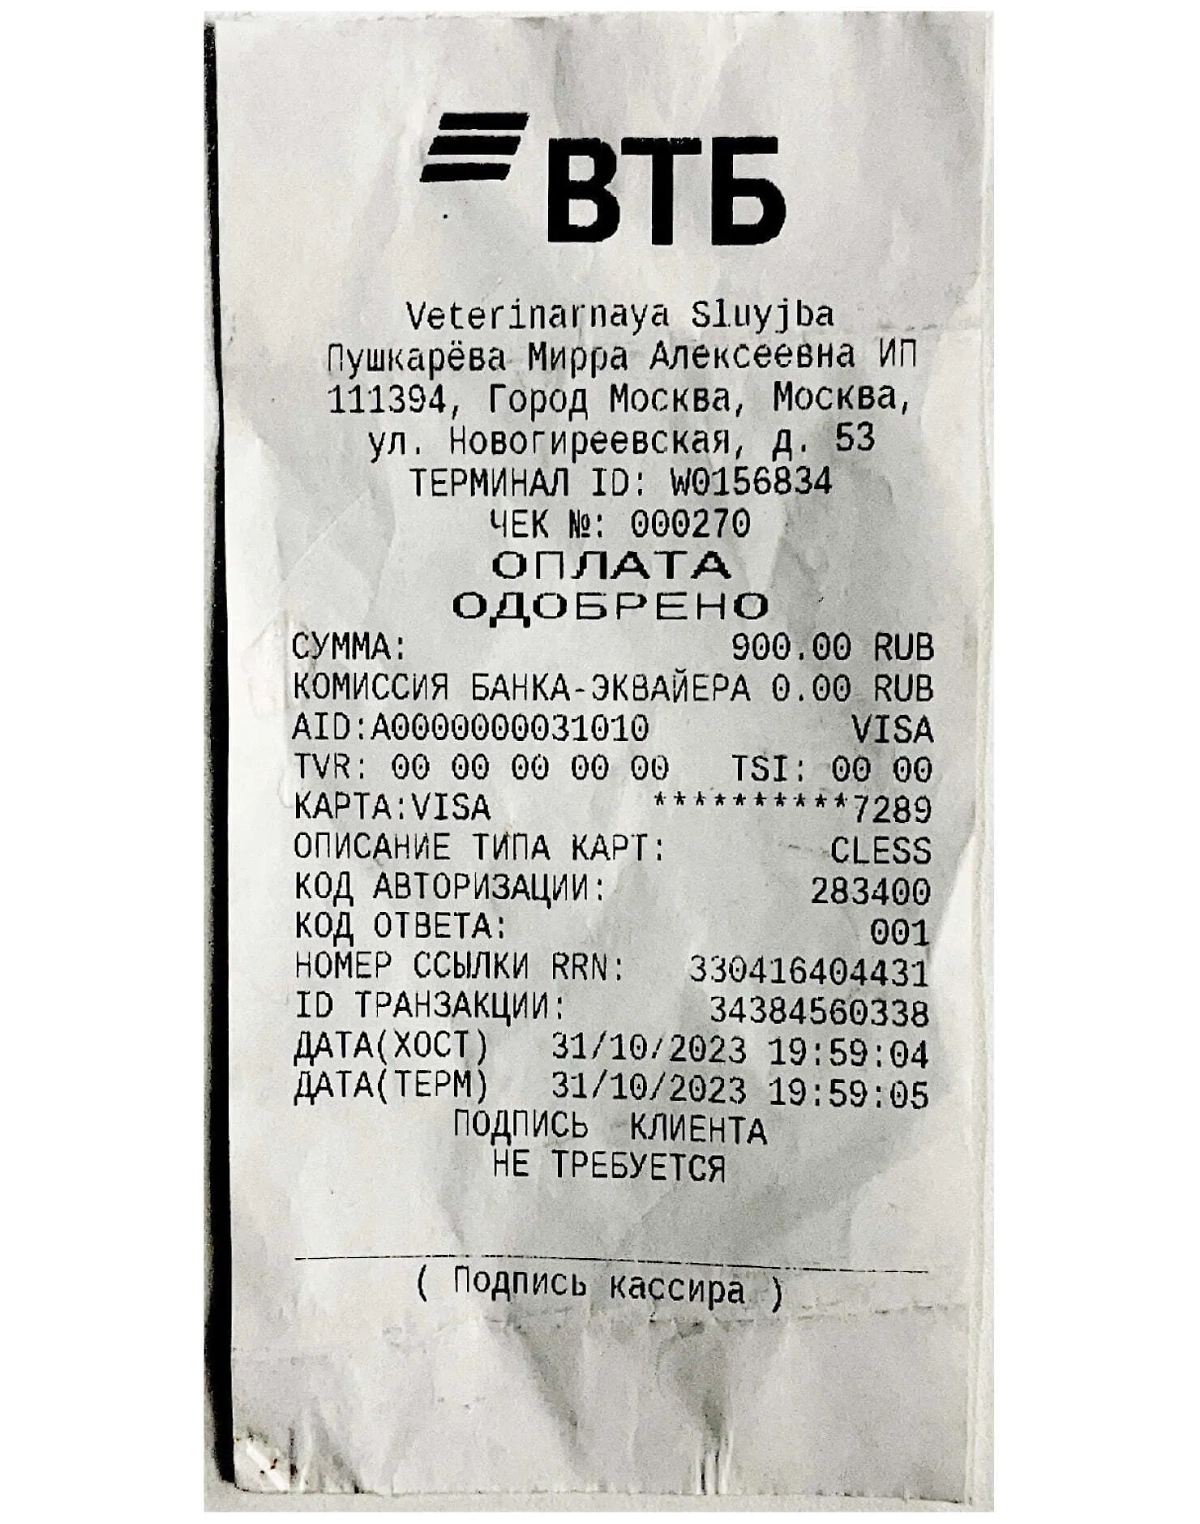 ВТБ
Veterinarnaya Sluyjba
Пушкарёва Мирра Алексеевна ИП
111394, Город Москва, Москва,
ул. Новогиреевская, д. 53
ТЕРМИНАЛ ID: W0156834
ЧЕК №: 000270
ОПЛАТА
ОДОБРЕНО
СУММА: 900.00 RUB
КОМИССИЯ БАНКА-ЭКВАЙЕРА 0.00 RUB
AID:A0000000031010 VISA
TVR: 00 00 00 00 00 TSI: 00 00
КАРТА:VISA **********7289
ОПИСАНИЕ ТИПА КАРТ: CLESS
КОД АВТОРИЗАЦИИ: 283400
КОД ОТВЕТА: 001
НОМЕР ССЫЛКИ RRN: 330416404431
ID ТРАНЗАКЦИИ: 34384560338
ДАТА(ХОСТ) 31/10/2023 19:59:04
ДАТА(ТЕРМ) 31/10/2023 19:59:05
ПОДПИСЬ КЛИЕНТА
НЕ ТРЕБУЕТСЯ
( Подпись кассира )